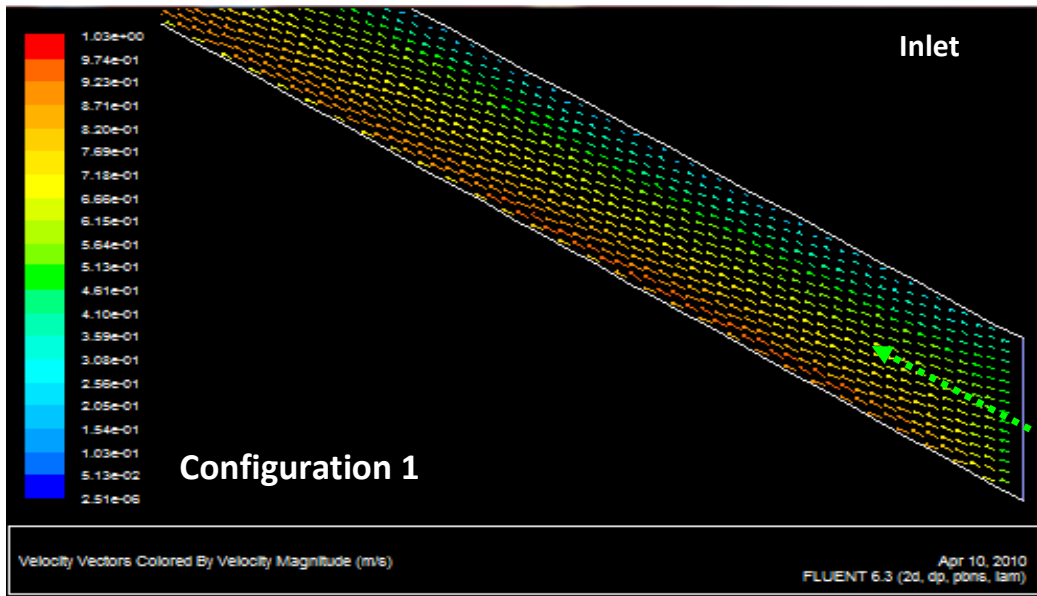 Inlet
1.03e+00
9.74e-01
9.23e-01
8.71e-01
8.20e-01
7.69e-01
7.18e-01
6.66e-01
6.15e-01
5.64e-01
5.13e-01
4.61e-01
4.10e-01
3.59e-01
3.08e-01
2.56e-01
2.05e-01
1.54e-01
1.03e-01
5.13e-02
2.51e-06
Configuration 1
Velocity Vectors Colored By Velocity Magnitude (m/s)
Apr 10, 2010
FLUENT 6.3 (2d, dp, pbns, lam)